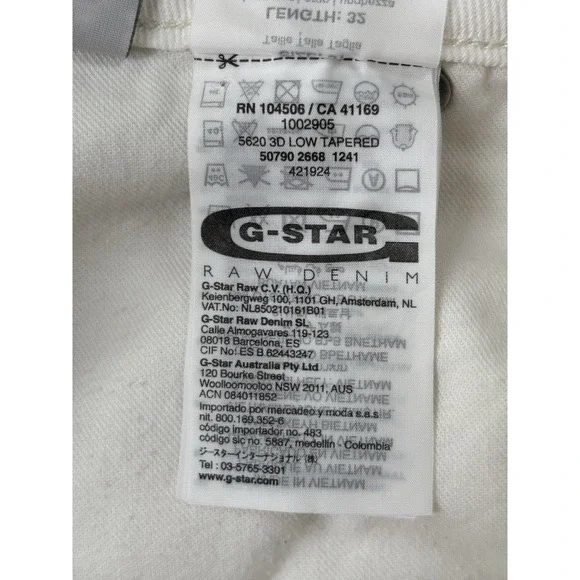 LENGTH: 32
Taille Talla Taglia
RN 104506 / CA 41169
1002905
5620 3D LOW TAPERED
50790 2668 1241
421924
G-STAR
RAW DENIM
G-Star Raw C.V. (H.Q.)
Keienbergweg 100, 1101 GH, Amsterdam, NL
VAT.No: NL850210161B01
G-Star Raw Denim SL
Calle Almogavares 119-123
08018 Barcelona, ES
CIF No: ES B 62443247
G-Star Australia Pty Ltd
120 Bourke Street
Woolloomooloo NSW 2011, AUS
ACN 084011852
Importado por mercadeo y moda s.a.s
nit. 800.169.352-6
código importador no. 483
código sic no. 5887, medellin - Colombia
ジースターインターナショナル㈱
Tel : 03-5765-3301
www.g-star.com